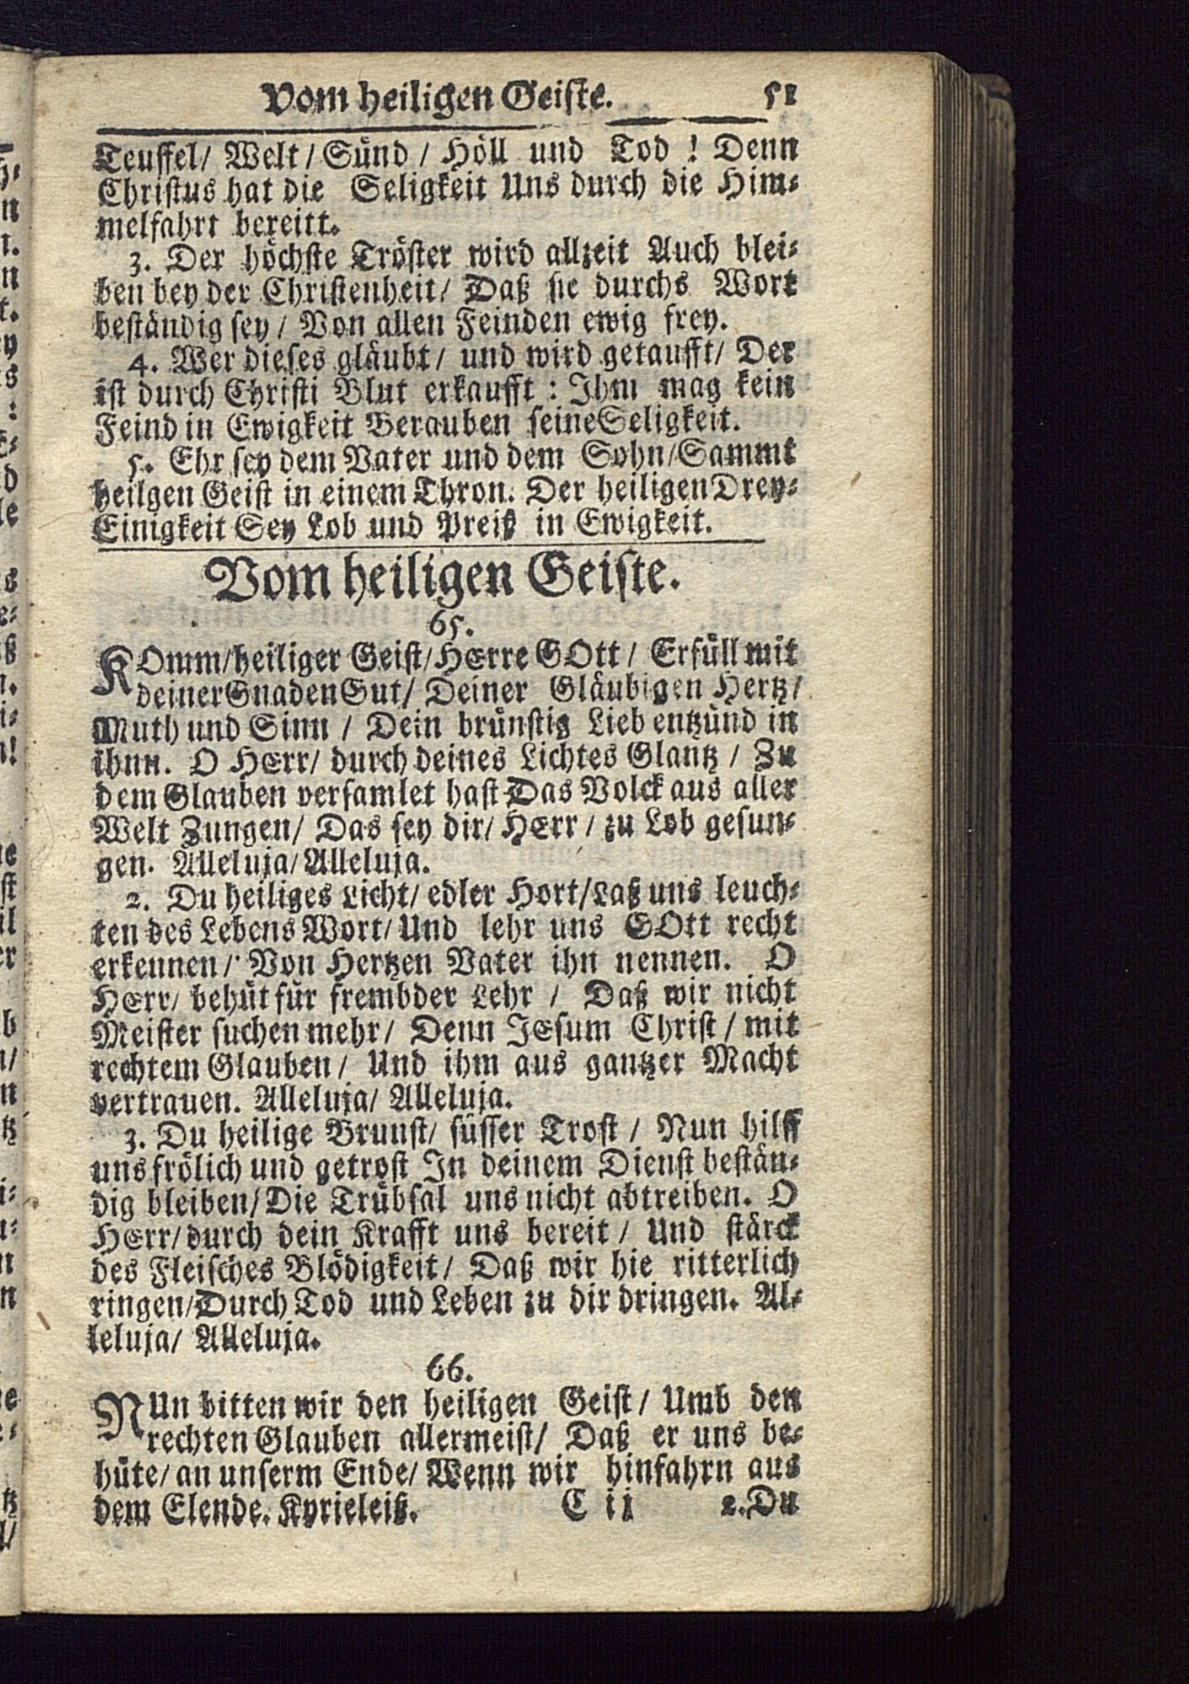 Vom heiligen Geiste. 51
Teuffel/ Welt/ Sünd / Höll und Tod ! Denn
Christus hat die Seligkeit Uns durch die Him-
melfahrt bereitt.
3. Der höchste Tröster wird allzeit Auch blei-
ben bey der Christenheit/ Daß sie durchs Wort
beständig sey / Von allen Feinden ewig frey.
4. Wer dieses gläubt/ und wird getaufft/ Der
ist durch Christi Blut erkaufft : Ihm mag kein
Feind in Ewigkeit Berauben seine Seligkeit.
5. Ehr sey dem Vater und dem Sohn/ Sammt
heilgen Geist in einem Thron. Der heiligen Drey-
Einigkeit Sey Lob und Preiß in Ewigkeit.
Vom heiligen Geiste.
65.
KOmm/ heiliger Geist/ HErre GOtt / Erfüll mit
deiner Gnaden Gut/ Deiner Gläubigen Hertz/
Muth und Sinn / Dein brünstig Lieb entzünd in
ihnn. O HErr/ durch deines Lichtes Glantz / Zu
dem Glauben versamlet hast Das Volck aus aller
Welt Zungen/ Das sey dir/ HErr / zu Lob gesun-
gen. Alleluja/ Alleluja.
2. Du heiliges Licht/ edler Hort/ Laß uns leuch-
ten des Lebens Wort/ Und lehr uns GOtt recht
erkennen/ Von Hertzen Vater ihn nennen. O
HErr/ behüt für frembder Lehr / Daß wir nicht
Meister suchen mehr/ Denn JEsum Christ / mit
rechtem Glauben / Und ihm aus gantzer Macht
vertrauen. Alleluja/ Alleluja.
3. Du heilige Brunst/ süsser Trost / Nun hilff
uns frölich und getrost In deinem Dienst bestän-
dig bleiben/ Die Trübsal uns nicht abtreiben. O
HErr/ durch dein Krafft uns bereit / Und stärck
des Fleisches Blödigkeit/ Daß wir hie ritterlich
ringen/ Durch Tod und Leben zu dir dringen. Al-
leluja/ Alleluja.
66.
NUn bitten wir den heiligen Geist / Umb den
rechten Glauben allermeist/ Daß er uns be-
hüte/ an unserm Ende/ Wenn wir hinfahrn aus
dem Elende. Kyrieleiß.
C ij 2. Du